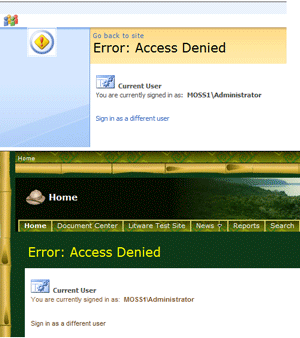 Go back to site
Error: Access Denied
Current User
You are currently signed in as: MOSS1\Administrator
Sign in as a different user
Home
Home
Home Document Center Litware Test Site News Reports Search
Error: Access Denied
Current User
You are currently signed in as: MOSS1\Administrator
Sign in as a different user